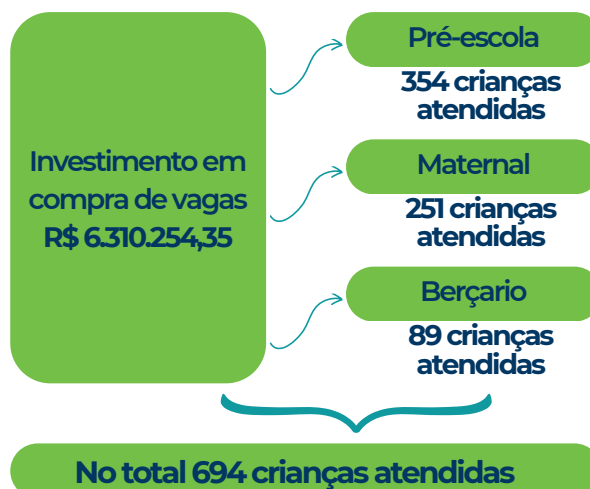 Investimento em
compra de vagas
R$ 6.310.254,35
Pré-escola
354 crianças
atendidas
Maternal
251 crianças
atendidas
Berçario
89 crianças
atendidas
No total 694 crianças atendidas